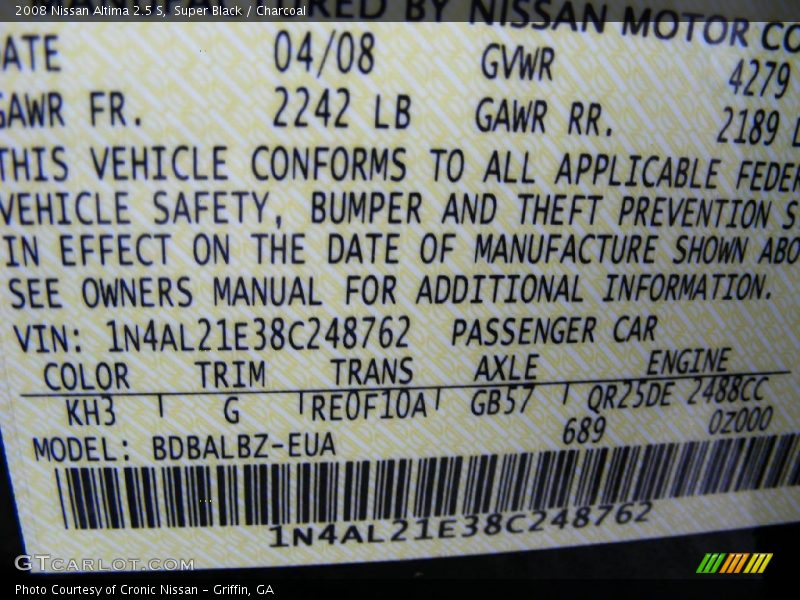 2008 Nissan Altima 2.5 S, Super Black / Charcoal
BY NISSAN MOTOR CO
ATE 04/08 GVWR 4279
GAWR FR. 2242 LB GAWR RR. 2189 L
THIS VEHICLE CONFORMS TO ALL APPLICABLE FEDER
VEHICLE SAFETY, BUMPER AND THEFT PREVENTION S
IN EFFECT ON THE DATE OF MANUFACTURE SHOWN ABO
SEE OWNERS MANUAL FOR ADDITIONAL INFORMATION.
VIN: 1N4AL21E38C248762 PASSENGER CAR
COLOR TRIM TRANS AXLE ENGINE
KH3 G RE0F10A GB57 QR25DE 2488CC
689 0Z000
MODEL: BDBALBZ-EUA
1N4AL21E38C248762
GTcarlot.com
Photo Courtesy of Cronic Nissan - Griffin, GA